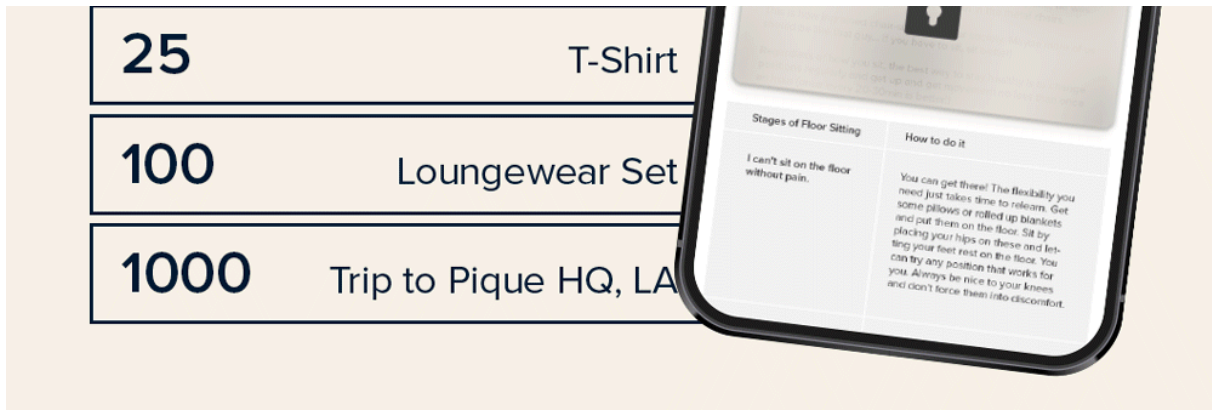 25
T-Shirt
100
Loungewear Set
1000
Trip to Pique HQ, LA
Stages of Floor Sitting
How to do it
I can't sit on the floor
without pain.
You can get there! The flexibility you
need just takes time to relearn. Get
some pillows or rolled up blankets
and put them on the floor. Sit by
placing your hips on these and let-
ting your feet rest on the floor. You
can try any position that works for
you. Always be nice to your knees
and don't force them into discomfort.